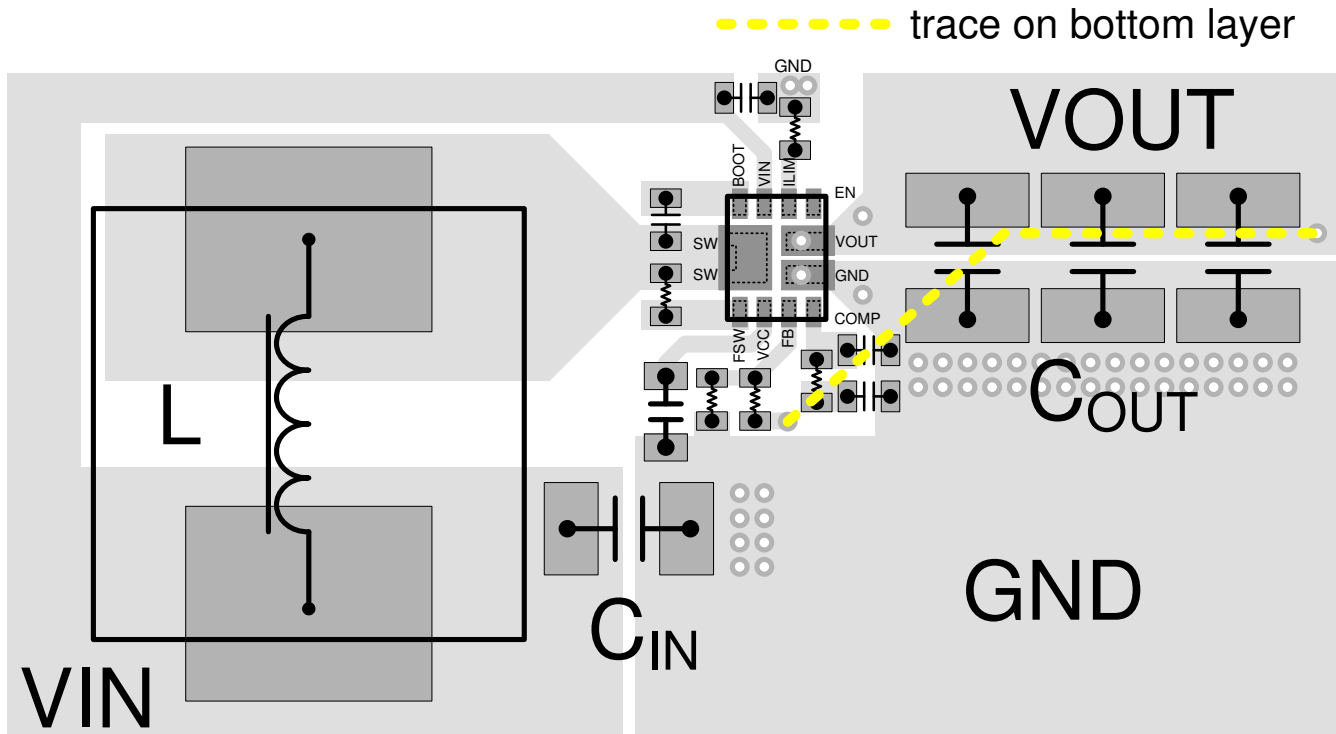 trace on bottom layer
GND
VOUT
BOOT
VIN
ILIM
EN
SW
VOUT
SW
GND
COMP
FSW
VCC
FB
L
COUT
CIN
GND
VIN